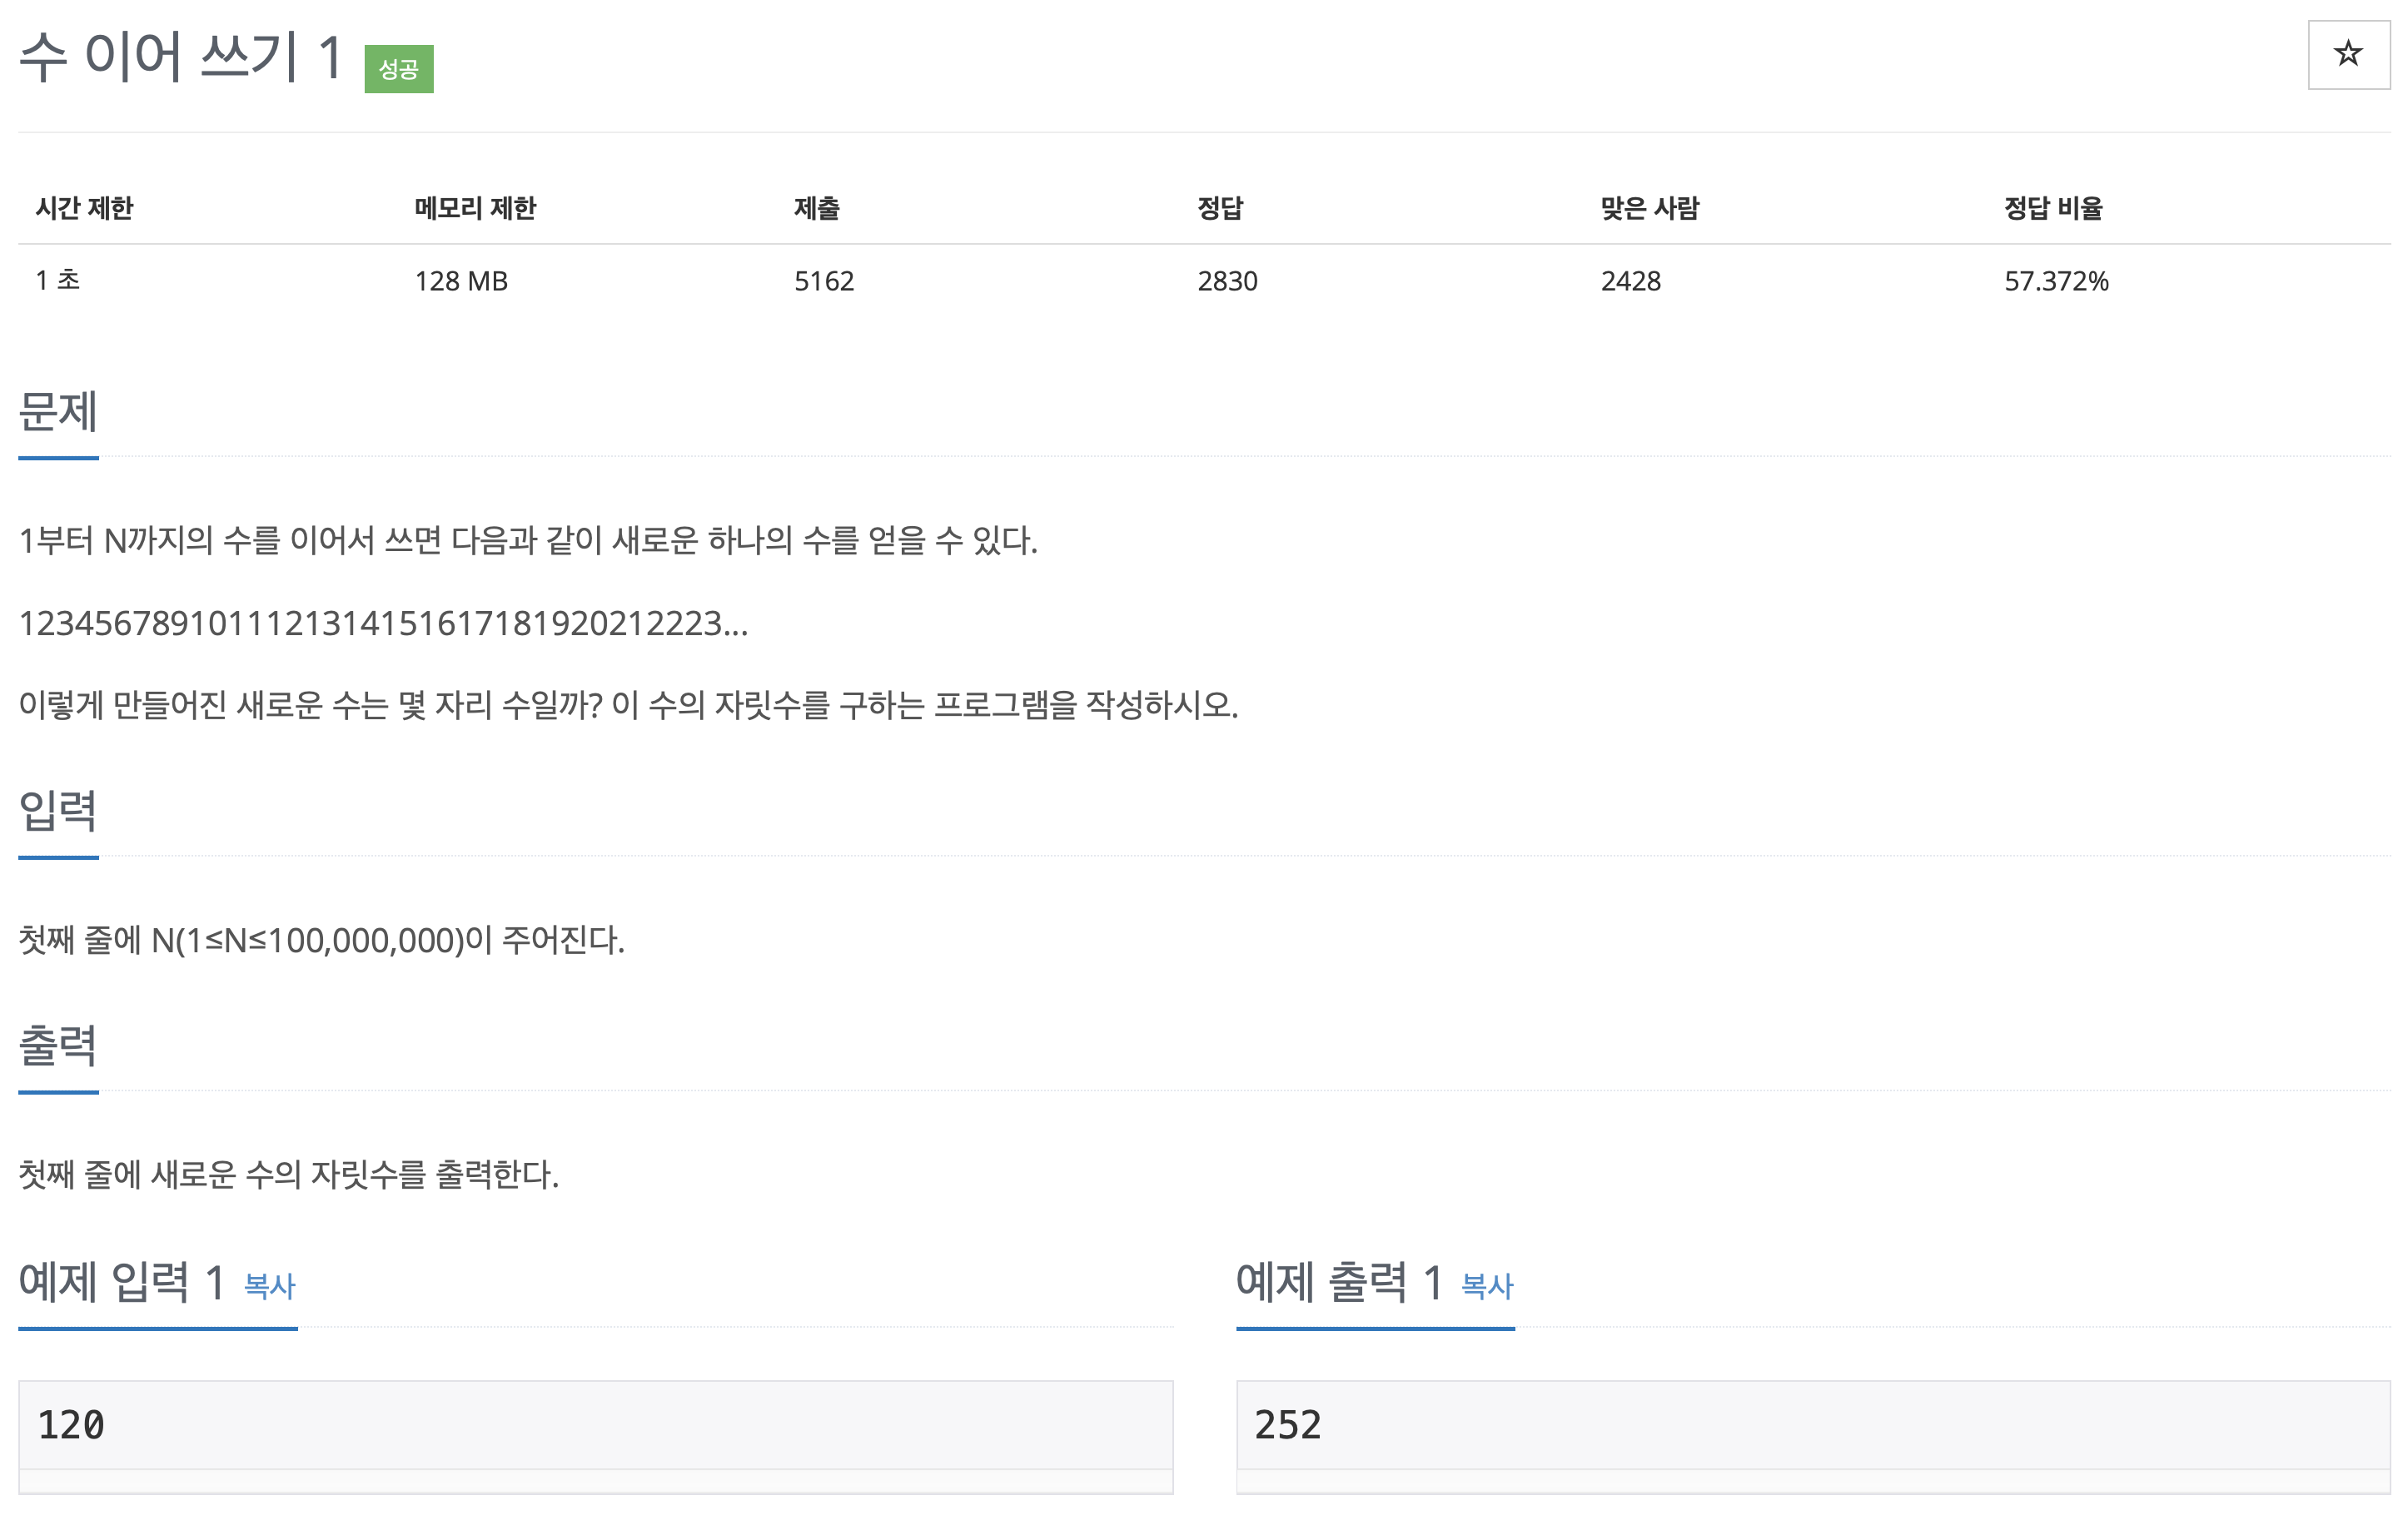 수 이어 쓰기 1 성공
☆
시간 제한 메모리 제한 제출 정답 맞은 사람 정답 비율
1 초 128 MB 5162 2830 2428 57.372%
문제
1부터 N까지의 수를 이어서 쓰면 다음과 같이 새로운 하나의 수를 얻을 수 있다.
1234567891011121314151617181920212223...
이렇게 만들어진 새로운 수는 몇 자리 수일까? 이 수의 자릿수를 구하는 프로그램을 작성하시오.
입력
첫째 줄에 N(1≤N≤100,000,000)이 주어진다.
출력
첫째 줄에 새로운 수의 자릿수를 출력한다.
예제 입력 1 복사
120
예제 출력 1 복사
252